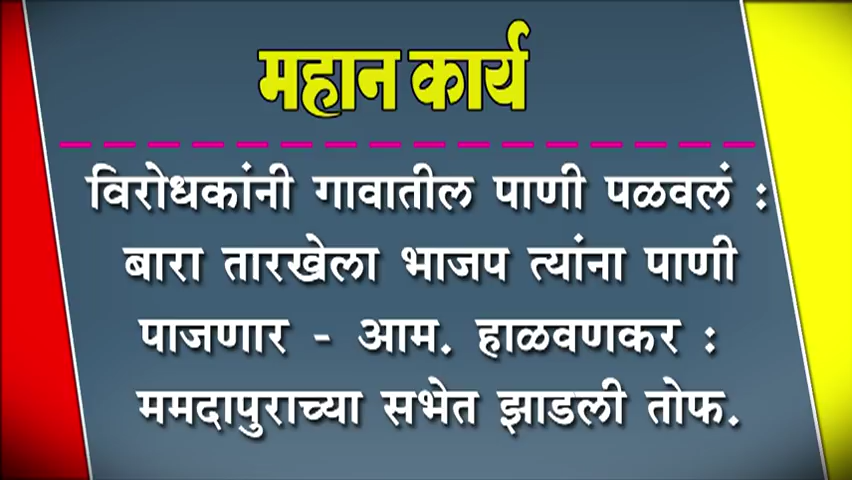 महान कार्य
विरोधकांनी गावातील पाणी पळवलं :
बारा तारखेला भाजप त्यांना पाणी
पाजणार - आम. हाळवणकर :
ममदापुराच्या सभेत झाडली तोफ.